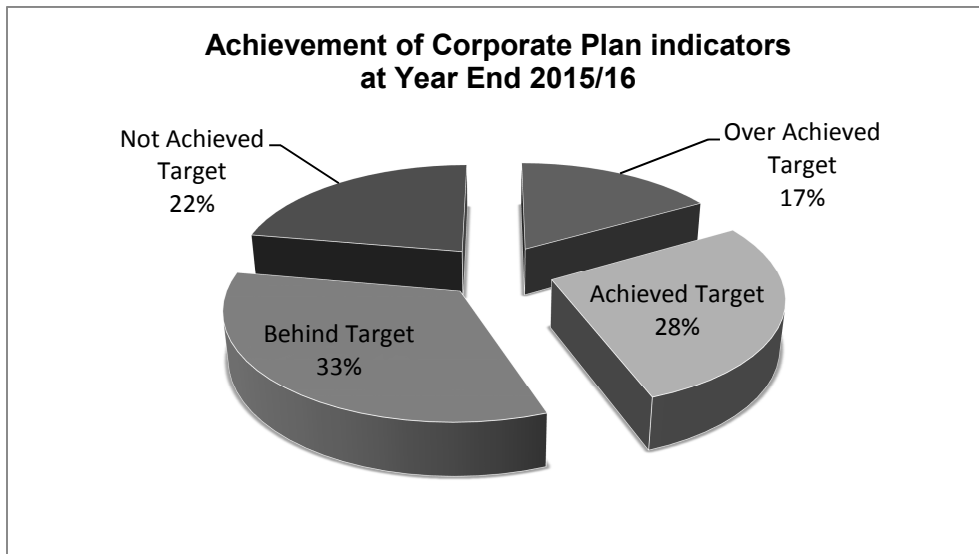 Achievement of Corporate Plan indicators
at Year End 2015/16
Not Achieved
Target
22%
Over Achieved
Target
17%
Achieved Target
28%
Behind Target
33%